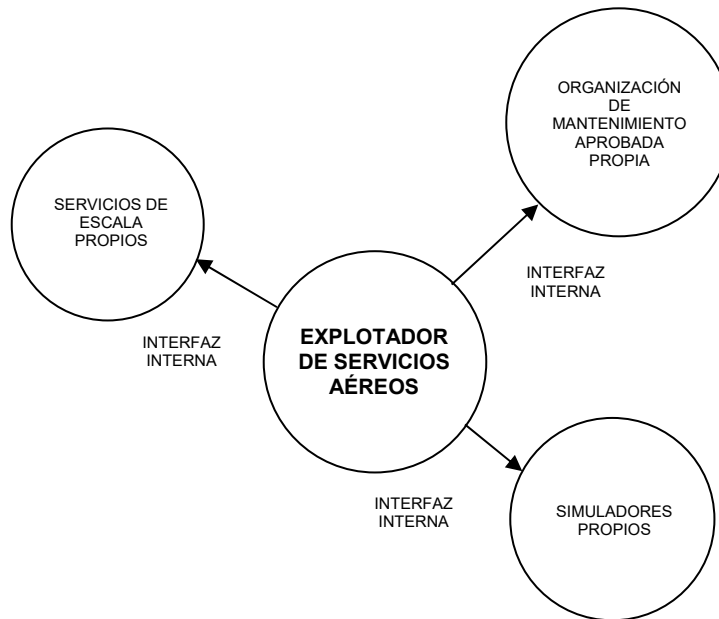 ORGANIZACIÓN
DE
MANTENIMIENTO
APROBADA
PROPIA
SERVICIOS DE
ESCALA
PROPIOS
INTERFAZ
INTERNA
INTERFAZ
INTERNA
EXPLOTADOR
DE SERVICIOS
AÉREOS
INTERFAZ
INTERNA
SIMULADORES
PROPIOS